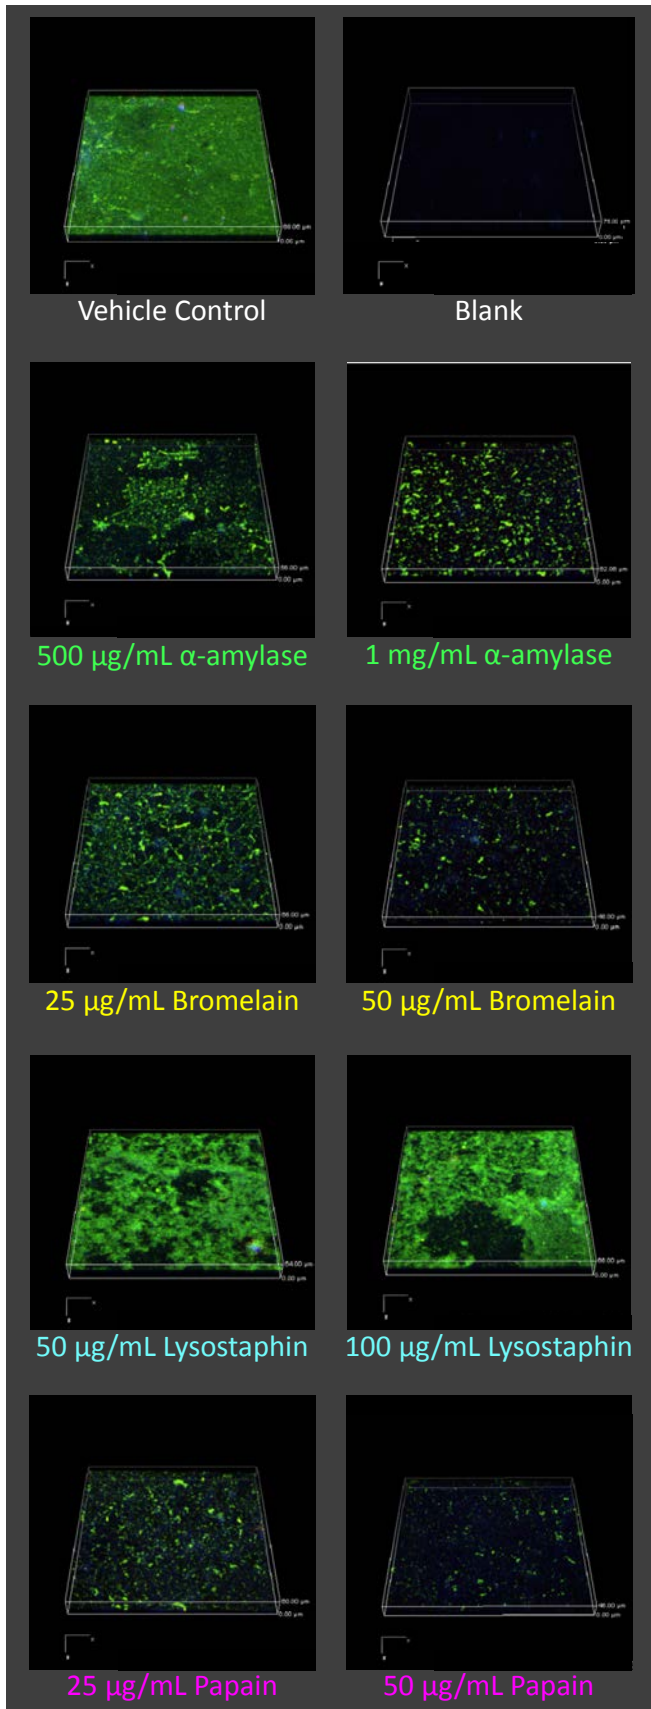 Vehicle Control
Blank
500 µg/mL α-amylase
1 mg/mL α-amylase
25 µg/mL Bromelain
50 µg/mL Bromelain
50 µg/mL Lysostaphin
100 µg/mL Lysostaphin
25 µg/mL Papain
50 µg/mL Papain